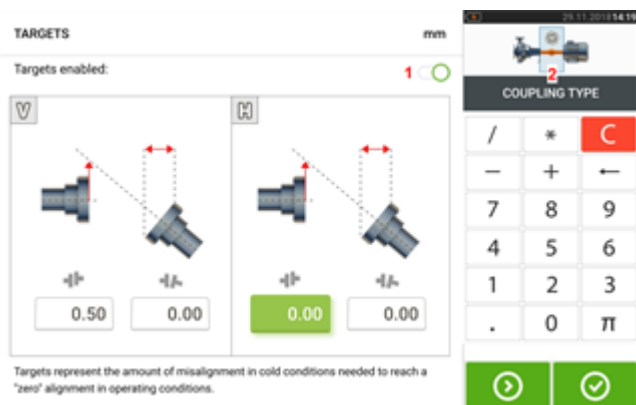 TARGETS mm
Targets enabled: 1
V H
0.50 0.00 0.00 0.00
Targets represent the amount of misalignment in cold conditions needed to reach a
"zero" alignment in operating conditions.
29.11.2018 14:19
2
COUPLING TYPE
/ * C
− + ←
7 8 9
4 5 6
1 2 3
. 0 π